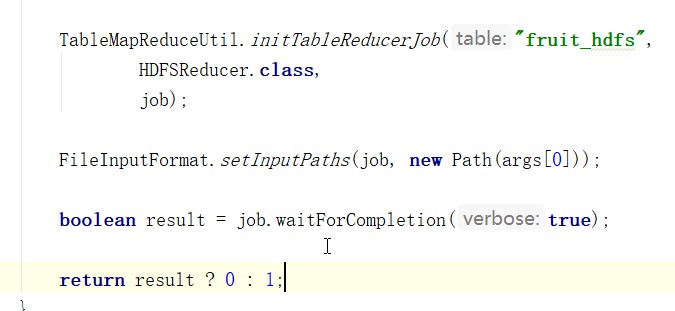 TableMapReduceUtil.initTableReducerJob( table: "fruit_hdfs",
HDFSReducer.class,
job);
FileInputFormat.setInputPaths(job, new Path(args[0]));
boolean result = job.waitForCompletion( verbose: true);
return result ? 0 : 1;
}